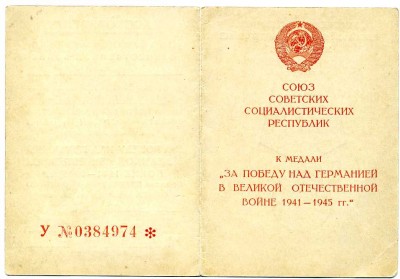 У №0384974 *
СОЮЗ
СОВЕТСКИХ
СОЦИАЛИСТИЧЕСКИХ
РЕСПУБЛИК
К МЕДАЛИ
„ЗА ПОБЕДУ НАД ГЕРМАНИЕЙ
В ВЕЛИКОЙ ОТЕЧЕСТВЕННОЙ
ВОЙНЕ 1941—1945 гг.“